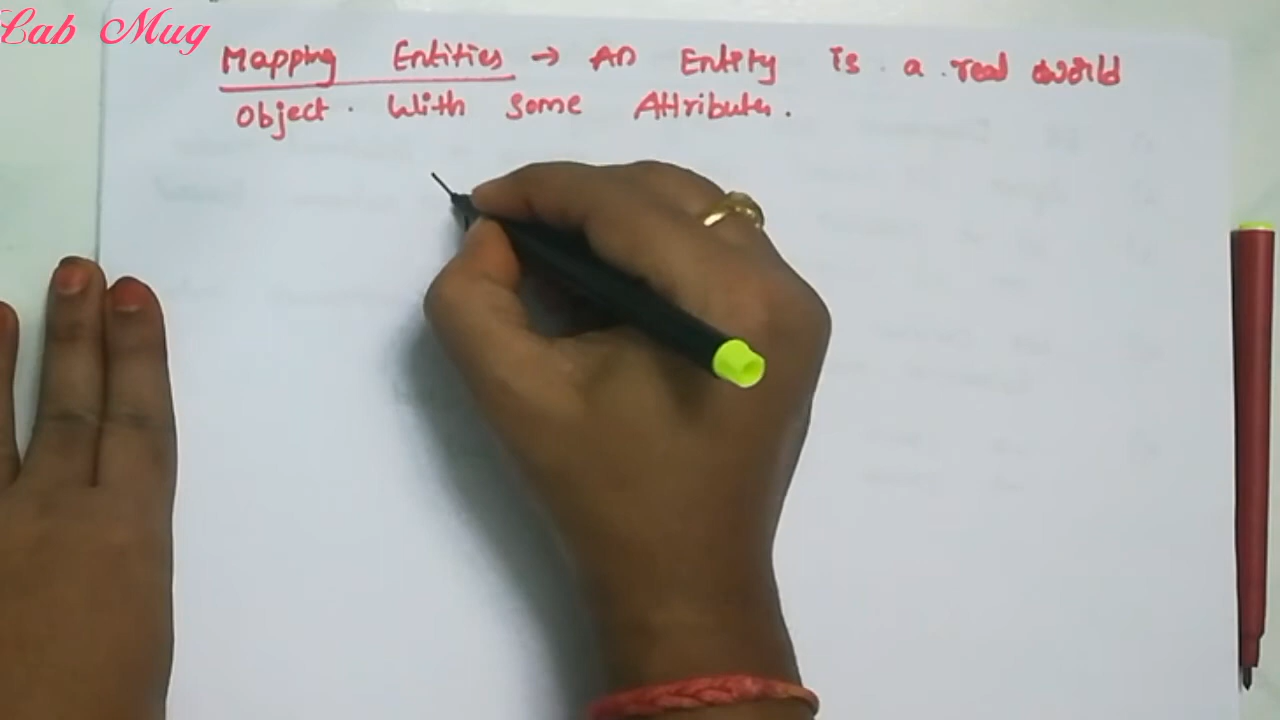 Lab Mug
Mapping Entities → An Entity is a real world
Object. With Some Attributes.